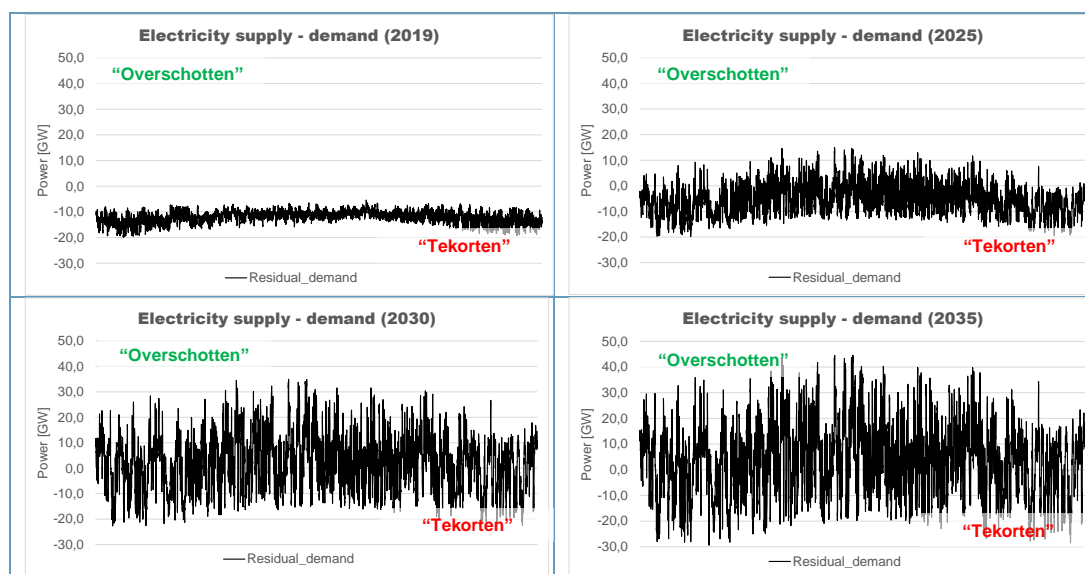 Electricity supply - demand (2019)
50,0
40,0
30,0
20,0
10,0
0,0
-10,0
-20,0
-30,0
Power [GW]
“Overschotten”
“Tekorten”
Residual_demand
Electricity supply - demand (2025)
50,0
40,0
30,0
20,0
10,0
0,0
-10,0
-20,0
-30,0
Power [GW]
“Overschotten”
“Tekorten”
Residual_demand
Electricity supply - demand (2030)
50,0
40,0
30,0
20,0
10,0
0,0
-10,0
-20,0
-30,0
Power [GW]
“Overschotten”
“Tekorten”
Residual_demand
Electricity supply - demand (2035)
50,0
40,0
30,0
20,0
10,0
0,0
-10,0
-20,0
-30,0
Power [GW]
“Overschotten”
“Tekorten”
Residual_demand